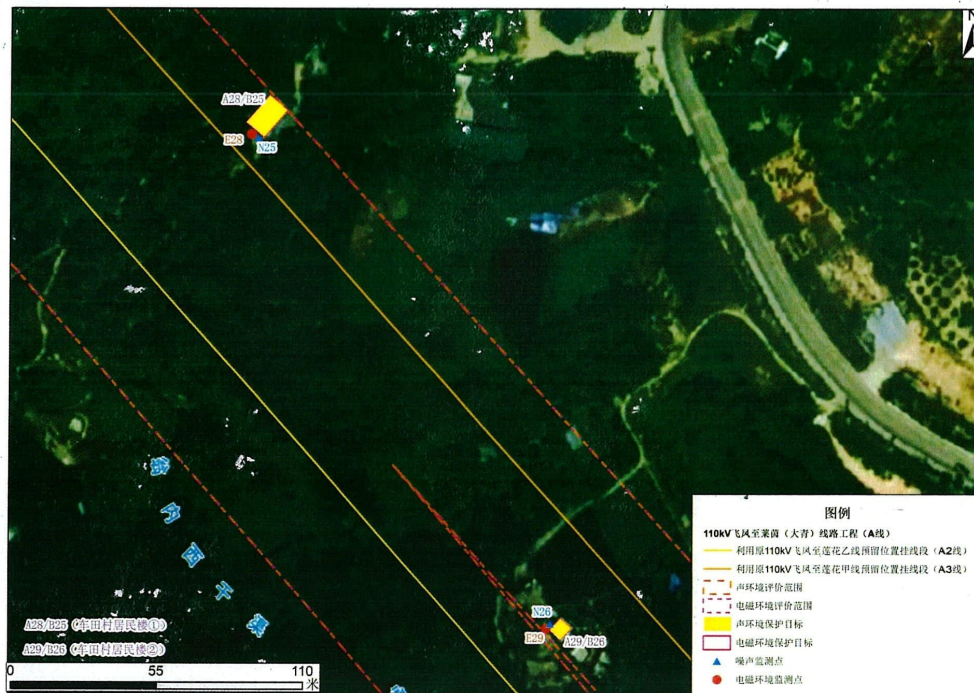 N
A28/B25
E28
N25
N26
E29
A29/B26
A28/B25（车田村居民楼①）
A29/B26（车田村居民楼②）
0 55 110
米
图例
110kV飞凤至莱茵（大青）线路工程（A线）
利用原110kV飞凤至莲花乙线预留位置挂线段（A2线）
利用原110kV飞凤至莲花甲线预留位置挂线段（A3线）
声环境评价范围
电磁环境评价范围
声环境保护目标
电磁环境保护目标
噪声监测点
电磁环境监测点